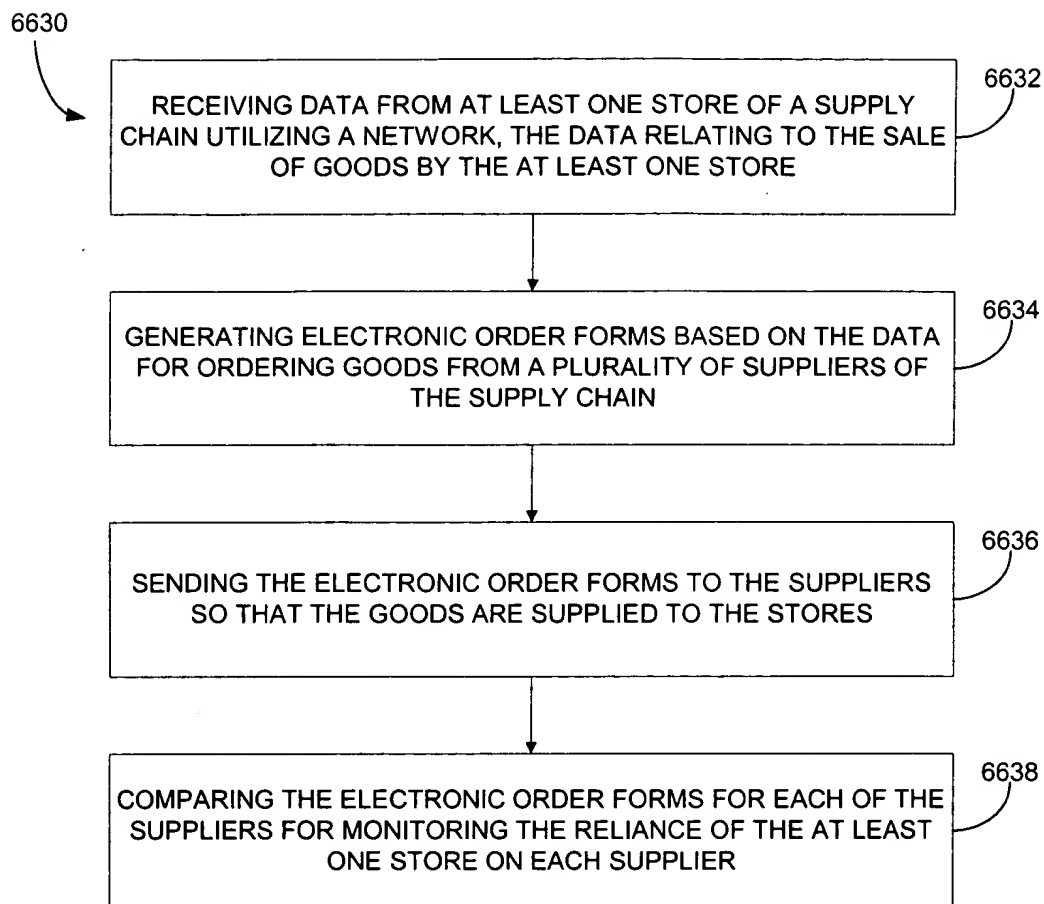 6630
6632
RECEIVING DATA FROM AT LEAST ONE STORE OF A SUPPLY
CHAIN UTILIZING A NETWORK, THE DATA RELATING TO THE SALE
OF GOODS BY THE AT LEAST ONE STORE
6634
GENERATING ELECTRONIC ORDER FORMS BASED ON THE DATA
FOR ORDERING GOODS FROM A PLURALITY OF SUPPLIERS OF
THE SUPPLY CHAIN
6636
SENDING THE ELECTRONIC ORDER FORMS TO THE SUPPLIERS
SO THAT THE GOODS ARE SUPPLIED TO THE STORES
6638
COMPARING THE ELECTRONIC ORDER FORMS FOR EACH OF THE
SUPPLIERS FOR MONITORING THE RELIANCE OF THE AT LEAST
ONE STORE ON EACH SUPPLIER